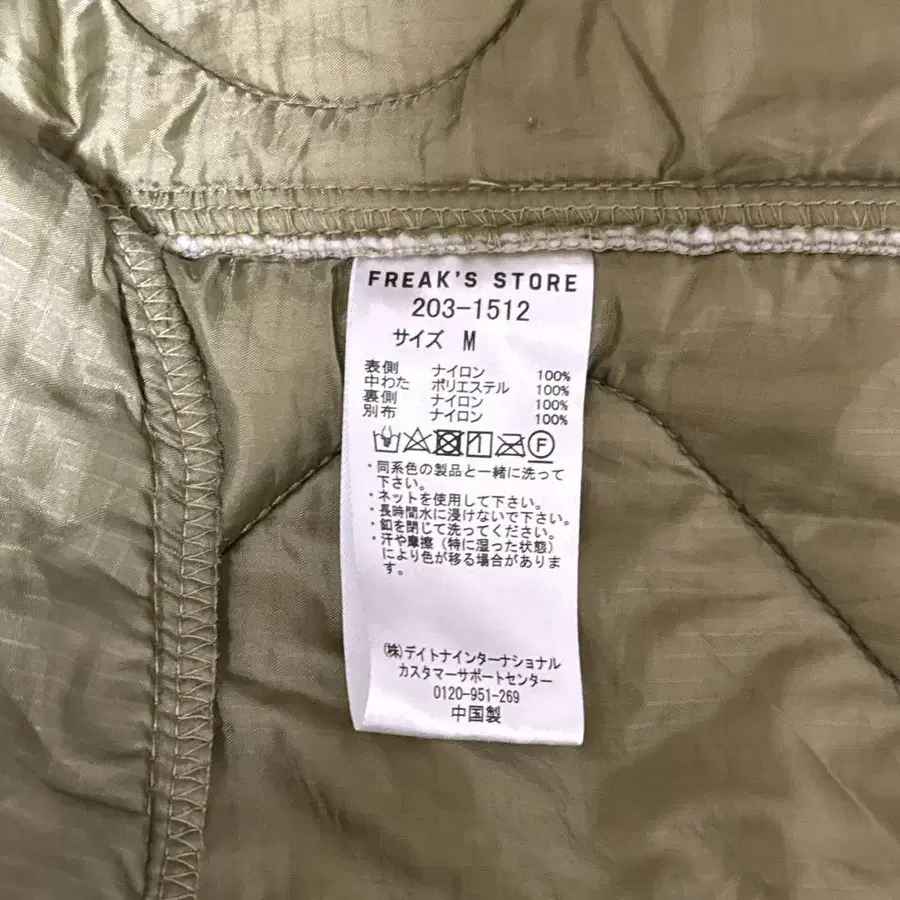 FREAK'S STORE
203-1512
サイズ M
表側 ナイロン 100%
中わた ポリエステル 100%
裏側 ナイロン 100%
別布 ナイロン 100%
F
・同系色の製品と一緒に洗って
下さい。
・ネットを使用して下さい。
・長時間水に浸けないで下さい。
・釦を閉じて洗ってください。
・汗や摩擦(特に湿った状態)
により色が移る場合がありま
す。
(株)デイトナインターナショナル
カスタマーサポートセンター
0120-951-269
中国製